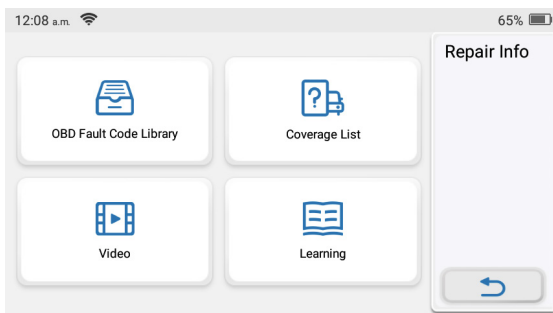 12:08 a.m.
65%
Repair Info
OBD Fault Code Library
Coverage List
Video
Learning